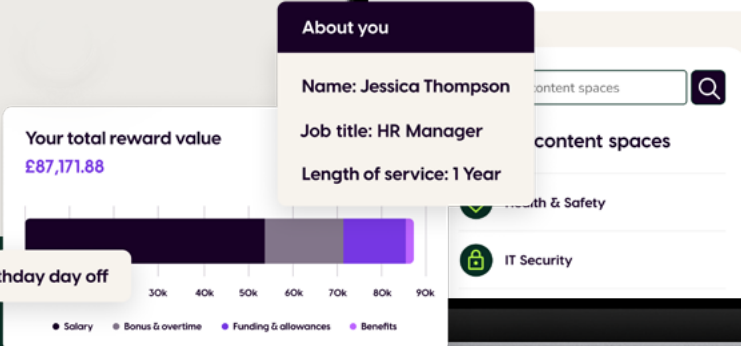 About you
Name: Jessica Thompson
Job title: HR Manager
Length of service: 1 Year
content spaces
content spaces
& Safety
IT Security
Your total reward value
£87,171.88
day off
30k 40k 50k 60k 70k 80k 90k
Salary Bonus & overtime Funding & allowances Benefits